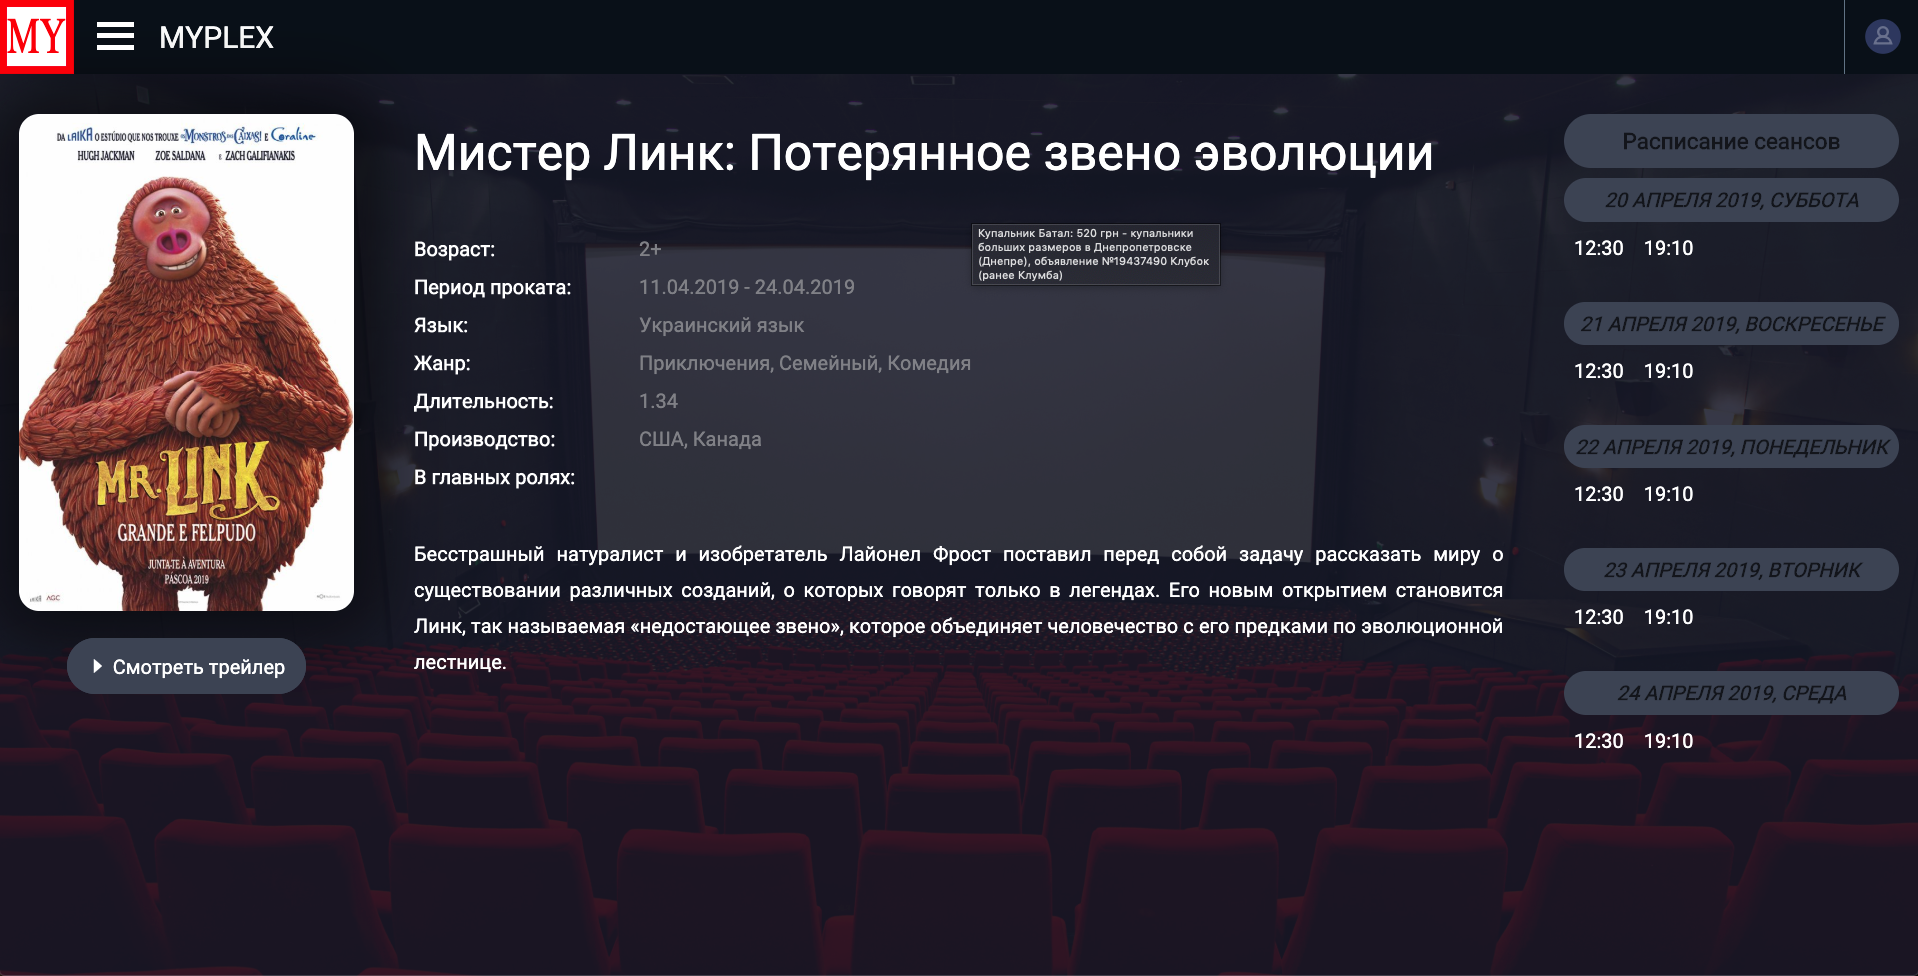 MY
MYPLEX
DA LAIKA O ESTÚDIO QUE NOS TROUXE OS MONSTROS DAS CAIXAS! E Coraline
HUGH JACKMAN ZOE SALDANA E ZACH GALIFIANAKIS
MR. LINK
GRANDE E FELPUDO
JUNTA-TE À AVENTURA
PÁSCOA 2019
AGC
Смотреть трейлер
Мистер Линк: Потерянное звено эволюции
Возраст: 2+
Период проката: 11.04.2019 - 24.04.2019
Язык: Украинский язык
Жанр: Приключения, Семейный, Комедия
Длительность: 1.34
Производство: США, Канада
В главных ролях:
Купальник Батал: 520 грн - купальники
больших размеров в Днепропетровске
(Днепре), объявление №19437490 Клубок
(ранее Клумба)
Бесстрашный натуралист и изобретатель Лайонел Фрост поставил перед собой задачу рассказать миру о
существовании различных созданий, о которых говорят только в легендах. Его новым открытием становится
Линк, так называемая «недостающее звено», которое объединяет человечество с его предками по эволюционной
лестнице.
Расписание сеансов
20 АПРЕЛЯ 2019, СУББОТА
12:30 19:10
21 АПРЕЛЯ 2019, ВОСКРЕСЕНЬЕ
12:30 19:10
22 АПРЕЛЯ 2019, ПОНЕДЕЛЬНИК
12:30 19:10
23 АПРЕЛЯ 2019, ВТОРНИК
12:30 19:10
24 АПРЕЛЯ 2019, СРЕДА
12:30 19:10